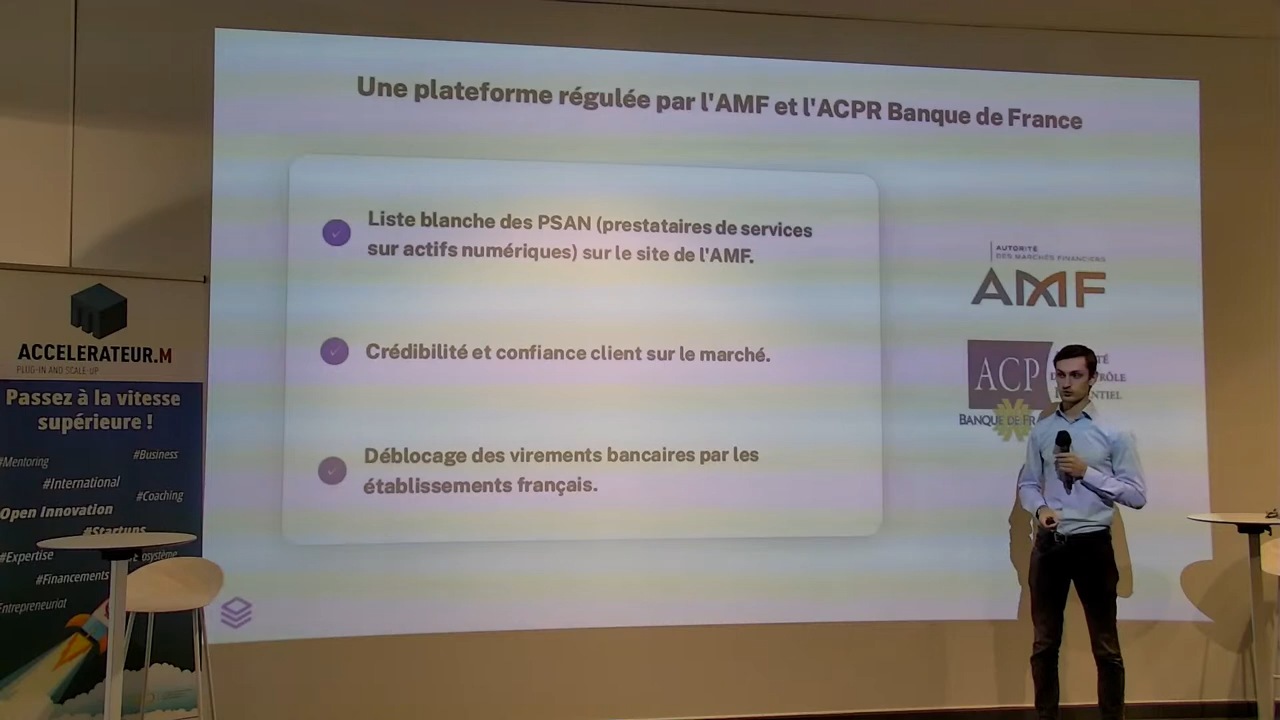 Une plateforme régulée par l'AMF et l'ACPR Banque de France
Liste blanche des PSAN (prestataires de services
sur actifs numériques) sur le site de l'AMF.
Crédibilité et confiance client sur le marché.
Déblocage des virements bancaires par les
établissements français.
AUTORITÉ
DES MARCHÉS FINANCIERS
AMF
ACP
BANQUE DE
ACCELERATEUR.M
PLUG-IN AND SCALE-UP
Passez à la vitesse
supérieure !
#Mentoring
#Business
#International
#Coaching
Open Innovation
#Startups
#Expertise
#Financements
Entrepreneuriat